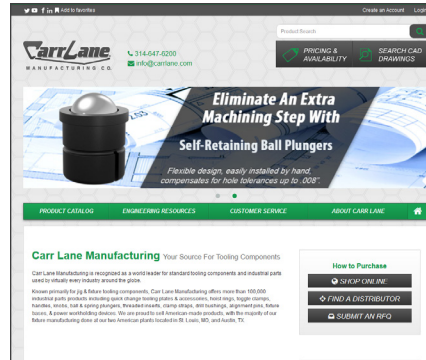 Add to favorites
Create an Account Login
Product Search
Carr Lane
MANUFACTURING CO.
314-647-6200
info@carrlane.com
PRICING &
AVAILABILITY
SEARCH CAD
DRAWINGS
Eliminate An Extra
Machining Step With
Self-Retaining Ball Plungers
Flexible design, easily installed by hand,
compensates for hole tolerances up to .008".
PRODUCT CATALOG ENGINEERING RESOURCES CUSTOMER SERVICE ABOUT CARR LANE
Carr Lane Manufacturing Your Source For Tooling Components
Carr Lane Manufacturing is recognized as a world leader for standard tooling components and industrial parts
used by virtually every industry around the globe.
Known primarily for jig & fixture tooling components, Carr Lane Manufacturing offers more than 100,000
industrial parts products including quick change tooling plates & accessories, hoist rings, toggle clamps,
handles, knobs, ball & spring plungers, threaded inserts, clamp straps, drill bushings, alignment pins, fixture
bases, & power workholding devices. We are proud to sell American-made products, with the majority of our
fixture manufacturing done at our two American plants located in St. Louis, MO, and Austin, TX.
How to Purchase
SHOP ONLINE
FIND A DISTRIBUTOR
SUBMIT AN RFQ